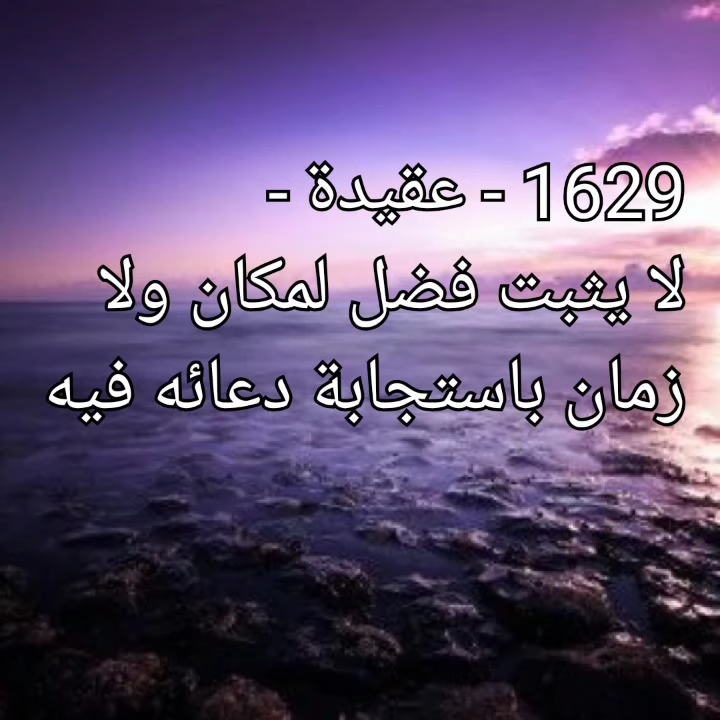 1629 - عقيدة -
لا يثبت فضل لمكان ولا
زمان باستجابة دعائه فيه